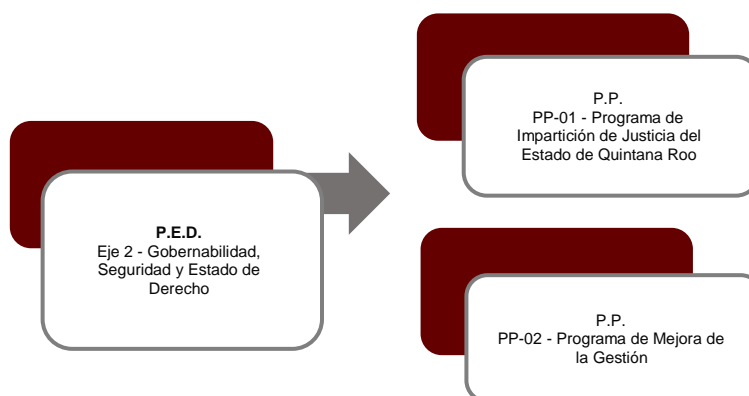 P.E.D.
Eje 2 - Gobernabilidad,
Seguridad y Estado de
Derecho
P.P.
PP-01 - Programa de
Impartición de Justicia del
Estado de Quintana Roo
P.P.
PP-02 - Programa de Mejora de
la Gestión